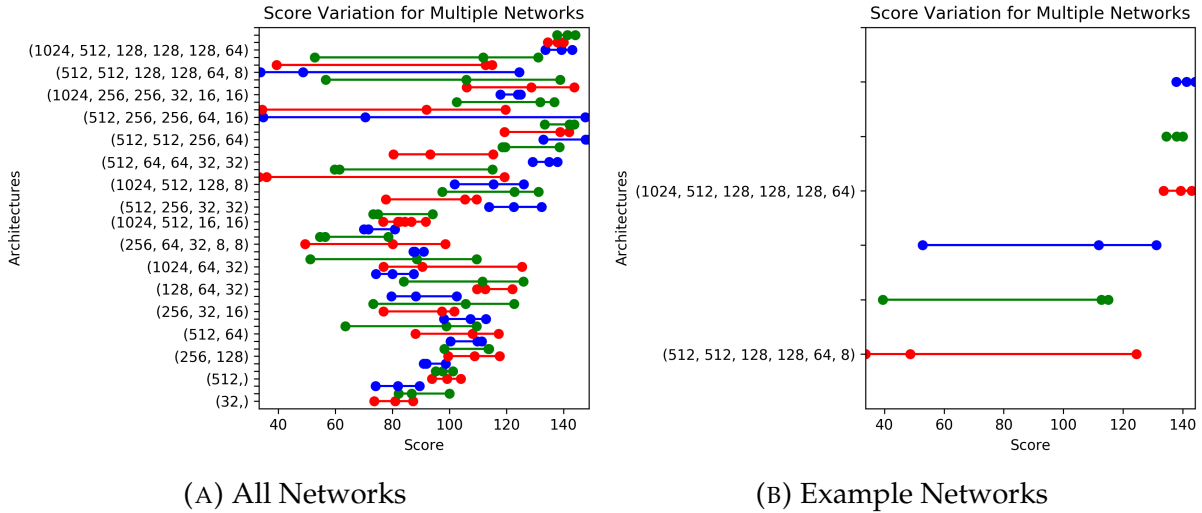 Score Variation for Multiple Networks
Architectures
(1024, 512, 128, 128, 128, 64)
(512, 512, 128, 128, 64, 8)
(1024, 256, 256, 32, 16, 16)
(512, 256, 256, 64, 16)
(512, 512, 256, 64)
(512, 64, 64, 32, 32)
(1024, 512, 128, 8)
(512, 256, 32, 32)
(1024, 512, 16, 16)
(256, 64, 32, 8, 8)
(1024, 64, 32)
(128, 64, 32)
(256, 32, 16)
(512, 64)
(256, 128)
(512,)
(32,)
40 60 80 100 120 140
Score
(A) All Networks
Score Variation for Multiple Networks
Architectures
(1024, 512, 128, 128, 128, 64)
(512, 512, 128, 128, 64, 8)
40 60 80 100 120 140
Score
(B) Example Networks